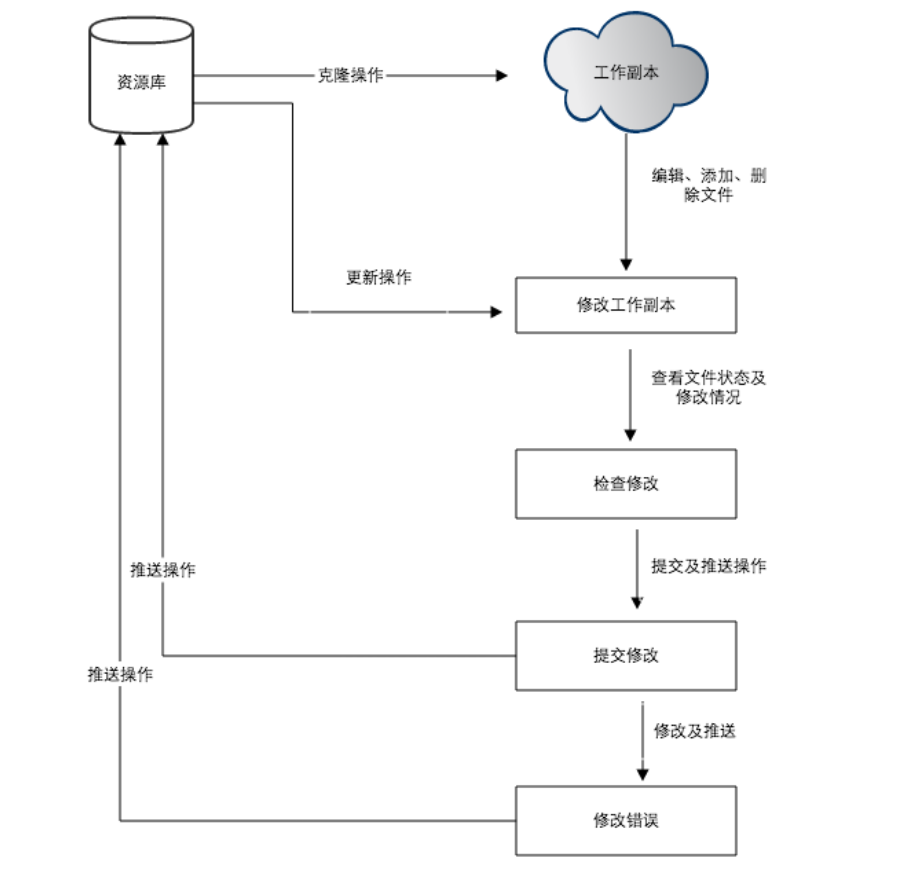 资源库
克隆操作
工作副本
编辑、添加、删
除文件
更新操作
修改工作副本
查看文件状态及
修改情况
检查修改
推送操作
提交及推送操作
提交修改
推送操作
修改及推送
修改错误